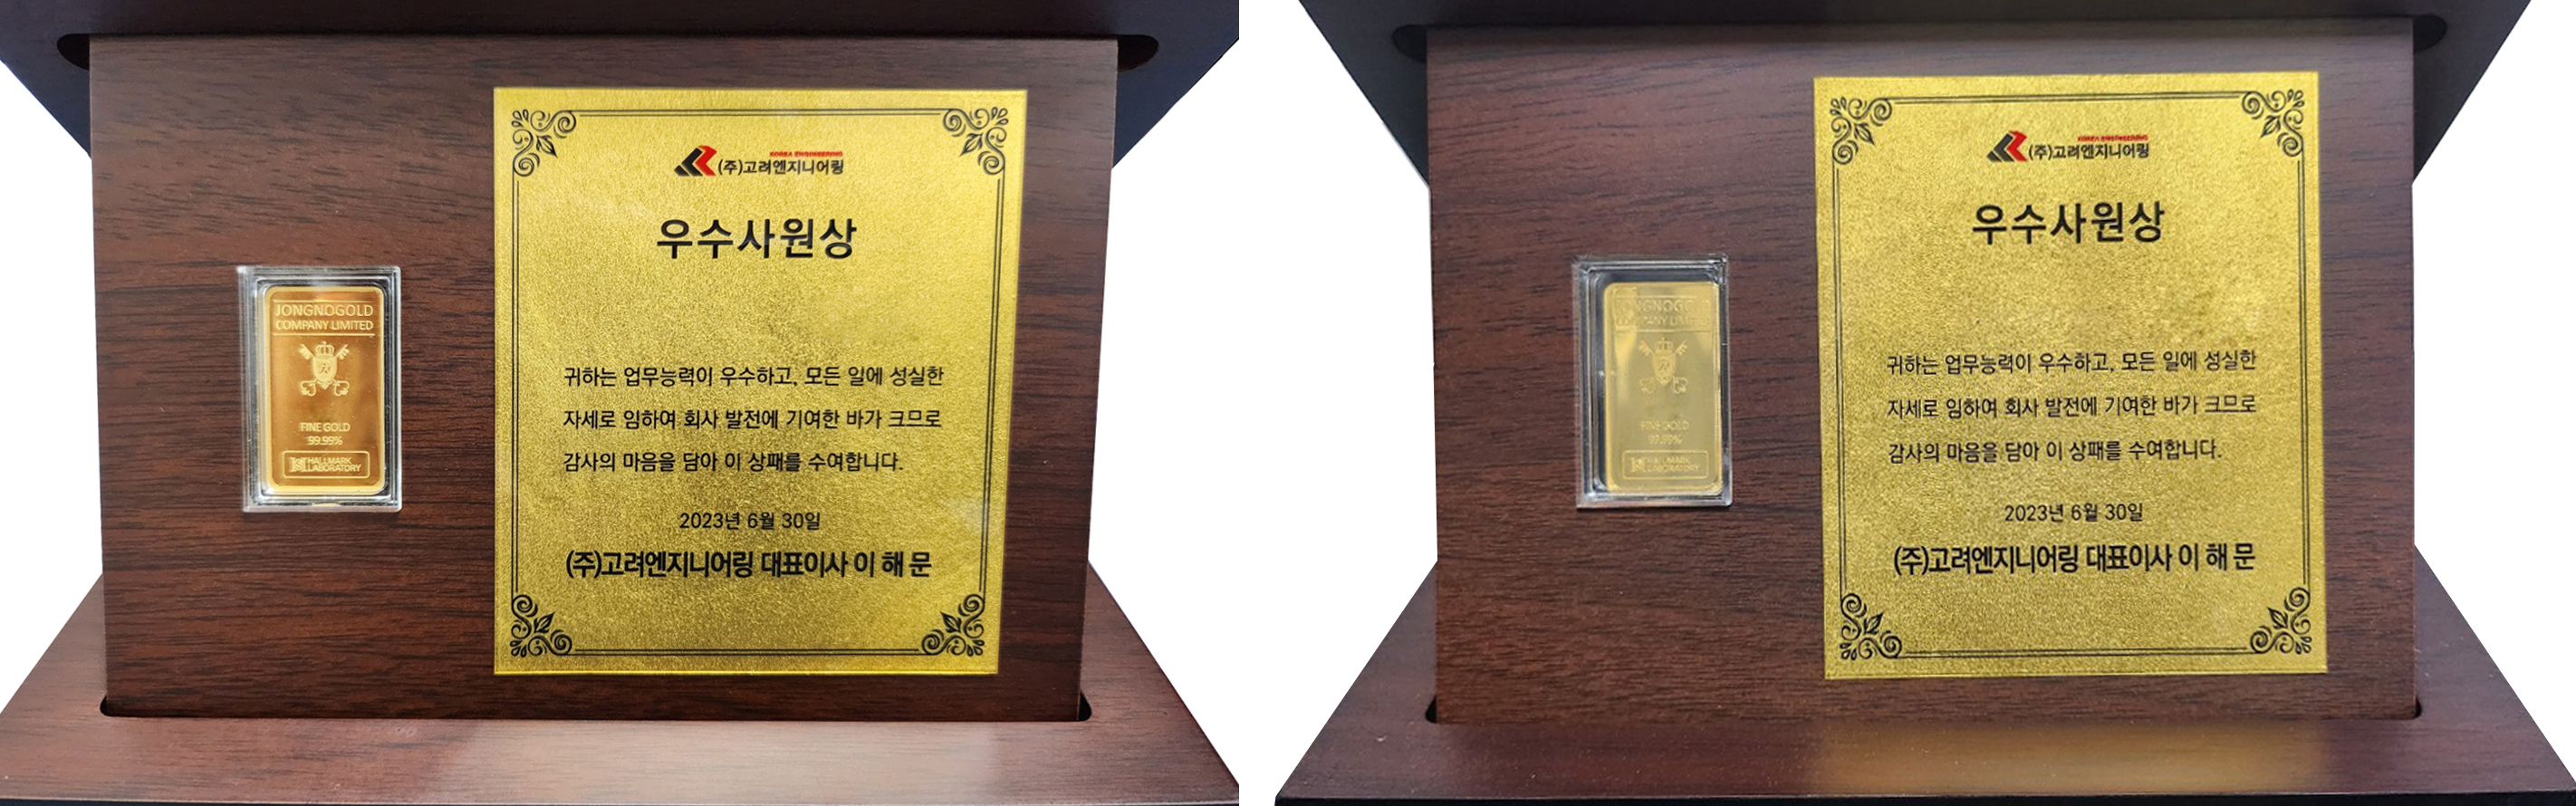 JONGNOGOLD
COMPANY LIMITED
FINE GOLD
99.99%
HALLMARK
LABORATORY
KOREA ENGINEERING
(주)고려엔지니어링
우수사원상
귀하는 업무능력이 우수하고, 모든 일에 성실한
자세로 임하여 회사 발전에 기여한 바가 크므로
감사의 마음을 담아 이 상패를 수여합니다.
2023년 6월 30일
(주)고려엔지니어링 대표이사 이 해 문
JONGNOGOLD
COMPANY LIMITED
FINE GOLD
99.99%
HALLMARK
LABORATORY
KOREA ENGINEERING
(주)고려엔지니어링
우수사원상
귀하는 업무능력이 우수하고, 모든 일에 성실한
자세로 임하여 회사 발전에 기여한 바가 크므로
감사의 마음을 담아 이 상패를 수여합니다.
2023년 6월 30일
(주)고려엔지니어링 대표이사 이 해 문